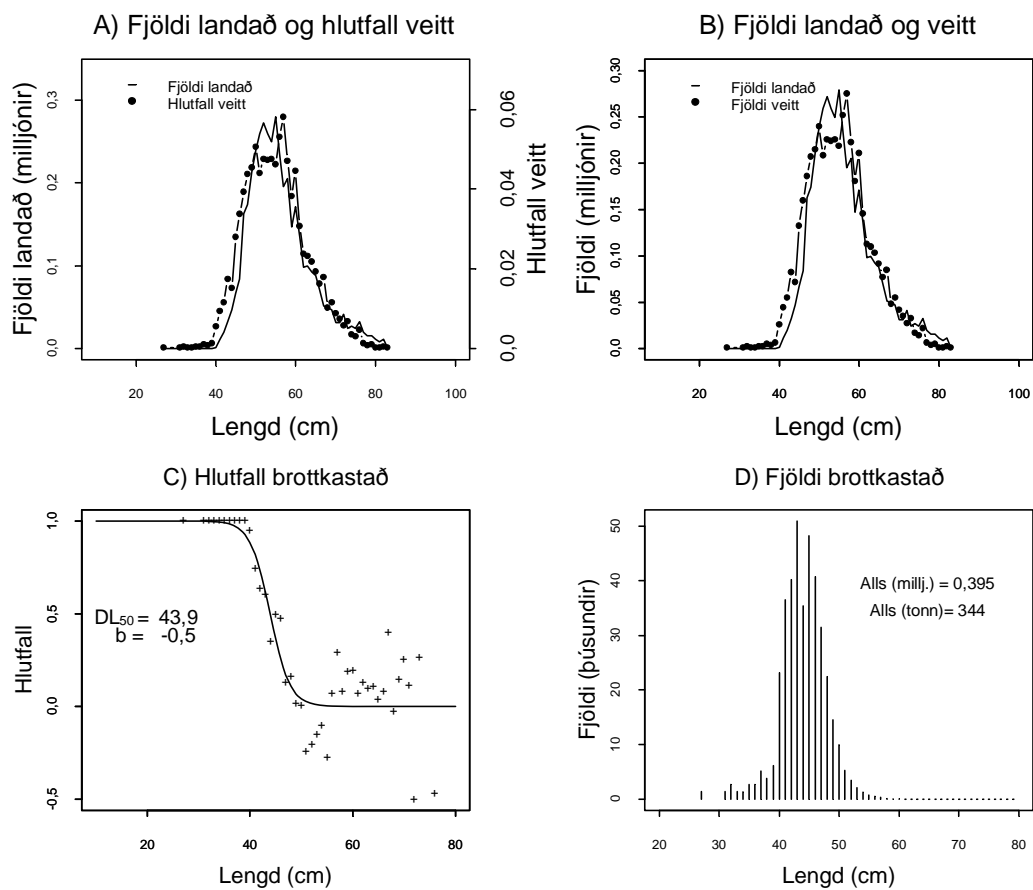 A) Fjöldi landað og hlutfall veitt
Fjöldi landað
Hlutfall veitt
Fjöldi landað (milljónir)
0,3
0,2
0,1
0,0
Hlutfall veitt
0,06
0,04
0,02
0,0
20 40 60 80 100
Lengd (cm)
B) Fjöldi landað og veitt
Fjöldi landað
Fjöldi veitt
Fjöldi (milljónir)
0,30
0,20
0,10
0,05
0,0
20 40 60 80 100
Lengd (cm)
C) Hlutfall brottkastað
Hlutfall
1,0
0,5
0,0
-0,5
DL50 = 43,9
b = -0,5
20 40 60 80
Lengd (cm)
D) Fjöldi brottkastað
Fjöldi (þúsundir)
50
40
30
20
10
0
Alls (millj.) = 0,395
Alls (tonn)= 344
20 30 40 50 60 70 80
Lengd (cm)